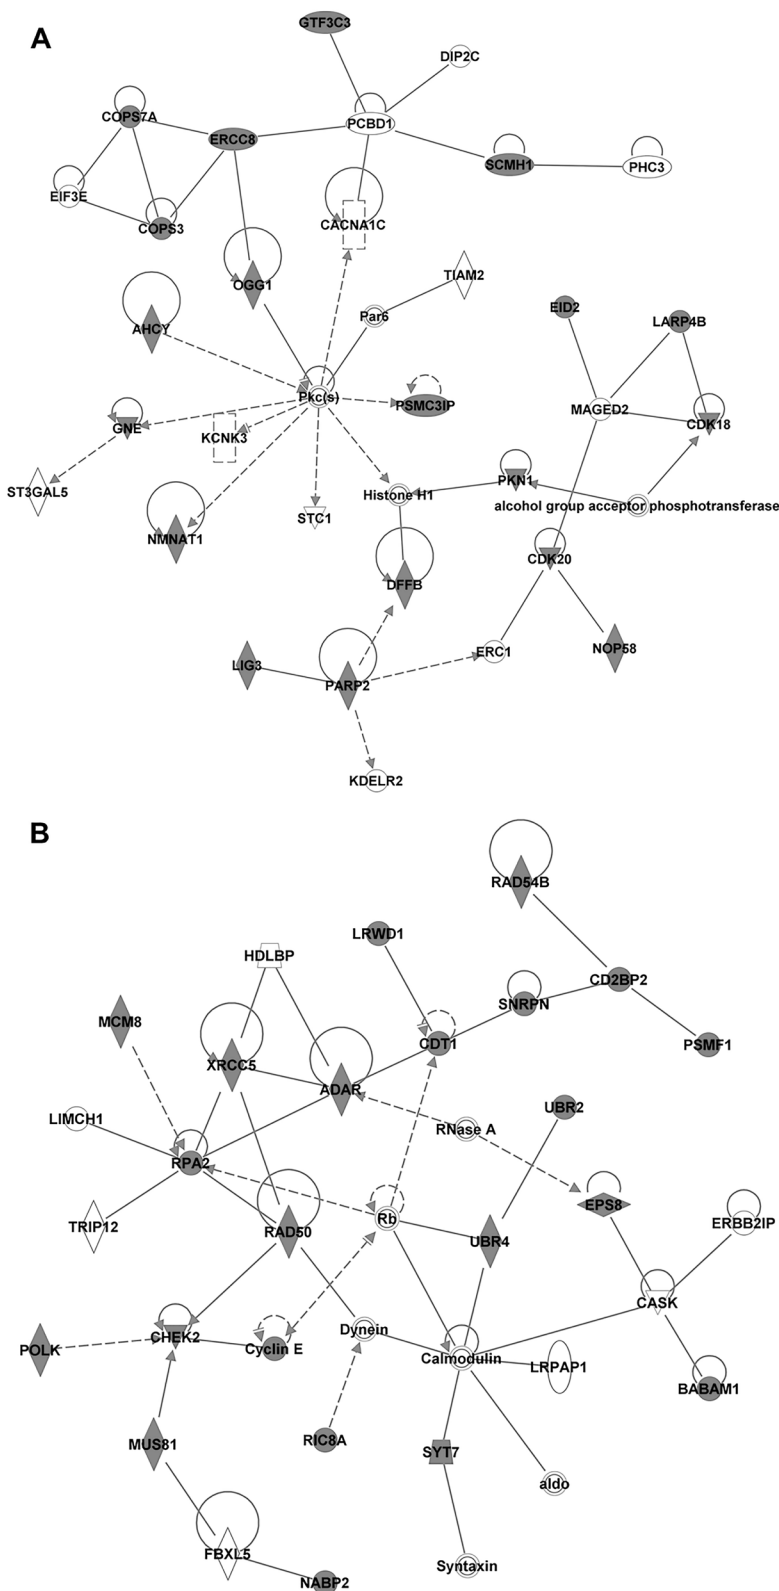 A
GTF3C3
DIP2C
COPS7A
PCBD1
ERCC8
SCMH1
PHC3
EIF3E
COPS3
CACNA1C
TIAM2
OGG1
EID2
Par6
LARP4B
AHCY
Pkc(s)
PSMC3IP
MAGED2
GNE
CDK18
KCNK3
PKN1
ST3GAL5
Histone H1
alcohol group acceptor phosphotransferase
STC1
NMNAT1
CDK20
DFFB
NOP58
ERC1
LIG3
PARP2
KDELR2
B
RAD54B
LRWD1
HDLBP
CD2BP2
SNRPN
MCM8
CDT1
PSMF1
XRCC5
ADAR
UBR2
LIMCH1
RNase A
RPA2
EPS8
Rb
ERBB2IP
TRIP12
RAD50
UBR4
CASK
Dynein
CHEK2
POLK
Cyclin E
Calmodulin
LRPAP1
BABAM1
RIC8A
MUS81
SYT7
aldo
FBXL5
Syntaxin
NABP2